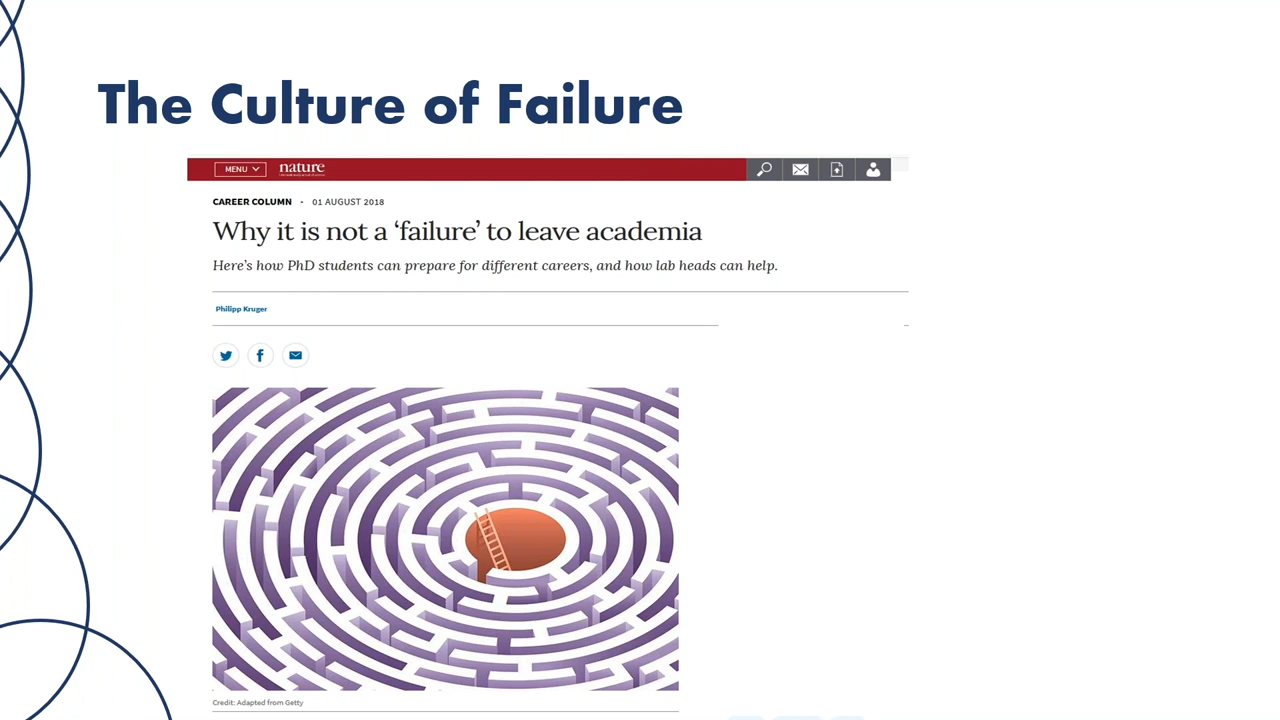 The Culture of Failure
MENU nature
CAREER COLUMN • 01 AUGUST 2018
Why it is not a ‘failure’ to leave academia
Here’s how PhD students can prepare for different careers, and how lab heads can help.
Philipp Kruger
Credit: Adapted from Getty